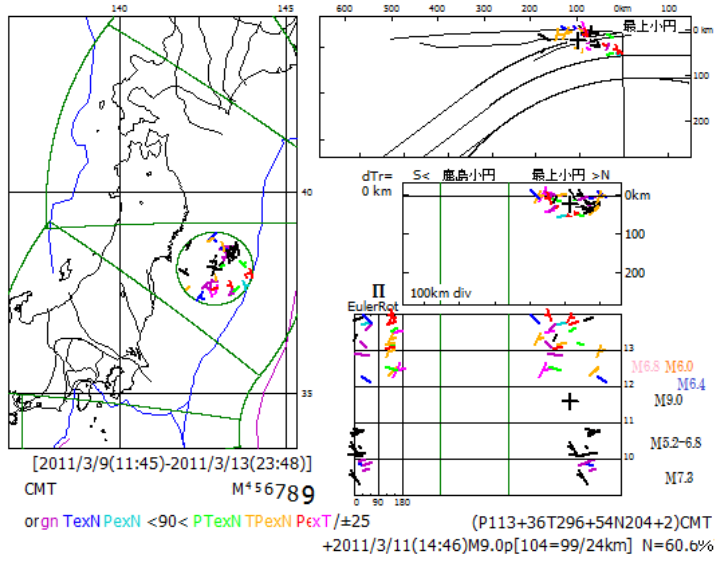 140
145
40
35
600 500 400 300 200 100 0km 100
最上小円
0 km
100
200
dTr=
0 km
S< 鹿島小円 最上小円 >N
0km
100
200
100km div
II
EulerRot
13
12
11
10
0 90 180
M6.8 M6.0
M6.4
M9.0
M5.2-6.8
M7.3
[2011/3/9(11:45)-2011/3/13(23:48)]
CMT M456789
orgn TexN PexN <90< PTexN TPexN PexT/±25
(P113+36T296+54N204+2)CMT
+2011/3/11(14:46)M9.0p[104=99/24km] N=60.6%